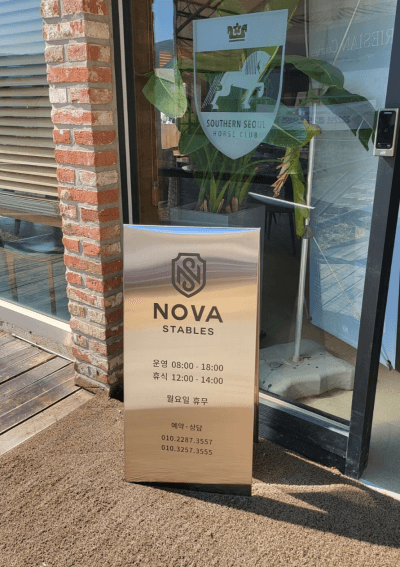 SOUTHERN SEOUL
HORSE CLUB
NOVA
STABLES
운영 08:00 - 18:00
휴식 12:00 - 14:00
월요일 휴무
예약 · 상담
010.2287.3557
010.3257.3555